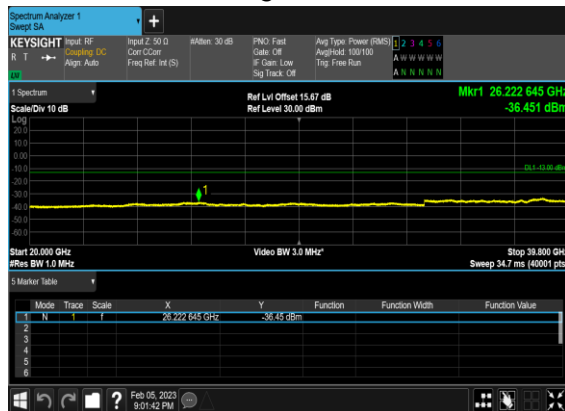 Spectrum Analyzer 1
Swept SA
+
KEYSIGHT
R T
Input: RF
Coupling: DC
Align: Auto
Input Z: 50 Ω
Corr CCorr
Freq Ref: Int (S)
#Atten: 30 dB
PNO: Fast
Gate: Off
IF Gain: Low
Sig Track: Off
Avg Type: Power (RMS)
Avg|Hold: 100/100
Trig: Free Run
1 2 3 4 5 6
A W W W W W
A N N N N N
1 Spectrum
Scale/Div 10 dB
Ref Lvl Offset 15.67 dB
Ref Level 30.00 dBm
Mkr1 26.222 645 GHz
-36.451 dBm
Log
20.0
10.0
0.00
-10.0
DL1 -13.00 dBm
-20.0
-30.0
1
-40.0
-50.0
-60.0
Start 20.000 GHz
#Res BW 1.0 MHz
Video BW 3.0 MHz*
Stop 39.800 GHz
Sweep 34.7 ms (40001 pts
5 Marker Table
Mode Trace Scale X Y Function Function Width Function Value
1 N 1 f 26.222 645 GHz -36.45 dBm
2
3
4
5
6
? Feb 05, 2023
9:01:42 PM